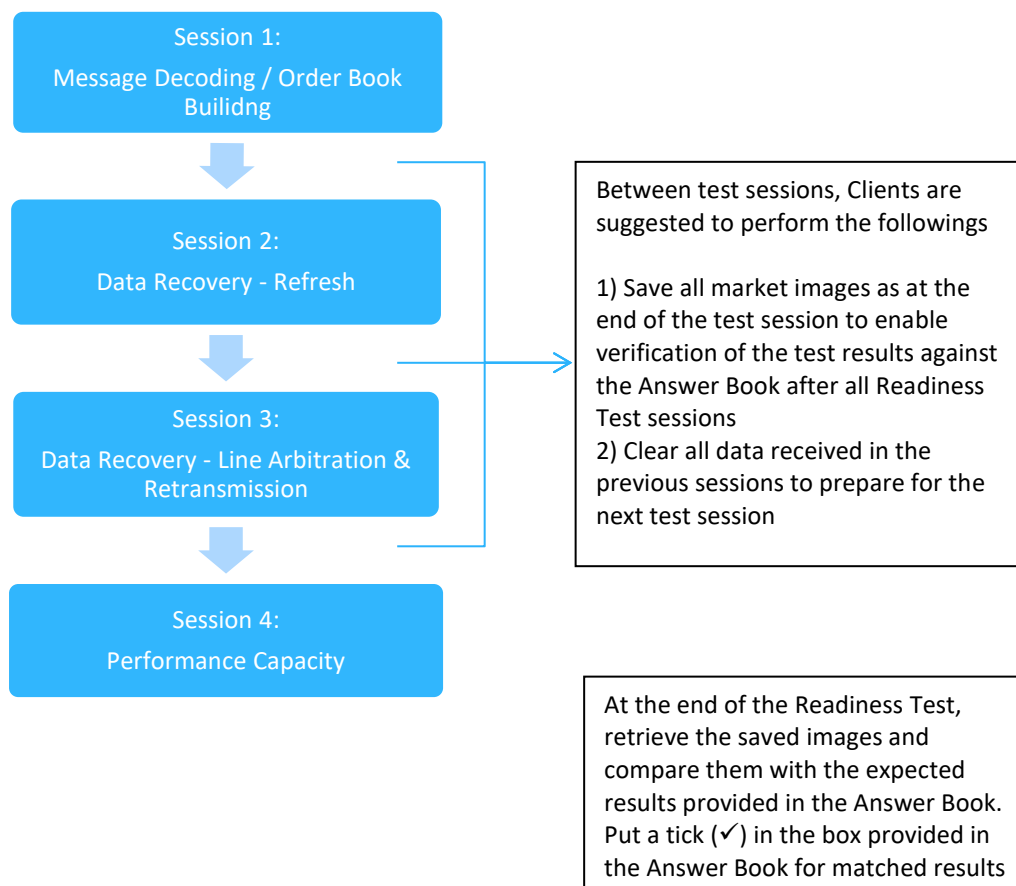 Session 1:
Message Decoding / Order Book
Builidng
Session 2:
Data Recovery - Refresh
Session 3:
Data Recovery - Line Arbitration &
Retransmission
Session 4:
Performance Capacity
Between test sessions, Clients are
suggested to perform the followings
1) Save all market images as at the
end of the test session to enable
verification of the test results against
the Answer Book after all Readiness
Test sessions
2) Clear all data received in the
previous sessions to prepare for the
next test session
At the end of the Readiness Test,
retrieve the saved images and
compare them with the expected
results provided in the Answer Book.
Put a tick (✓) in the box provided in
the Answer Book for matched results